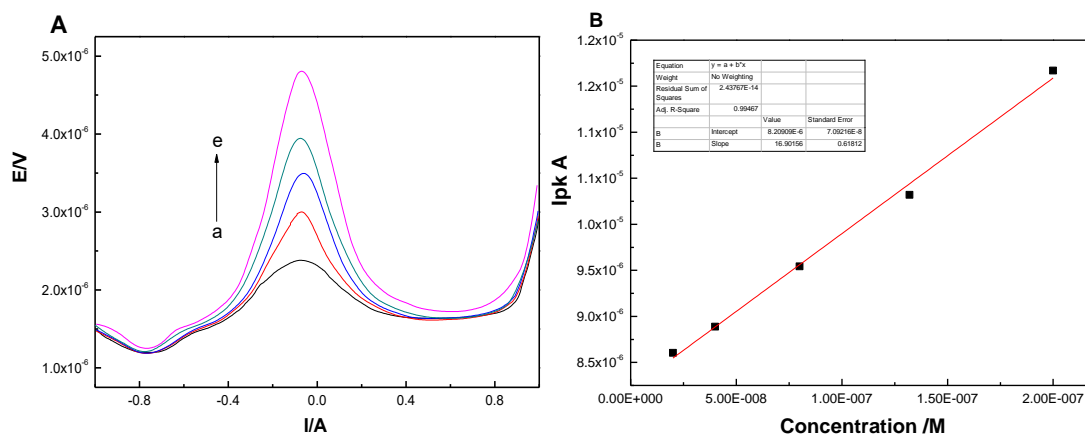 A
5.0x10⁻⁶
4.0x10⁻⁶
3.0x10⁻⁶
2.0x10⁻⁶
1.0x10⁻⁶
E/V
e
a
-0.8 -0.4 0.0 0.4 0.8
I/A
B
1.2x10⁻⁵
1.2x10⁻⁵
1.1x10⁻⁵
1.1x10⁻⁵
1.0x10⁻⁵
9.5x10⁻⁶
9.0x10⁻⁶
8.5x10⁻⁶
Ipk A
Equation y = a + b*x
Weight No Weighting
Residual Sum of
Squares 2.43767E-14
Adj. R-Square 0.99467
Value Standard Error
B Intercept 8.20909E-6 7.09216E-8
B Slope 16.90156 0.61812
0.00E+000 5.00E-008 1.00E-007 1.50E-007 2.00E-007
Concentration /M